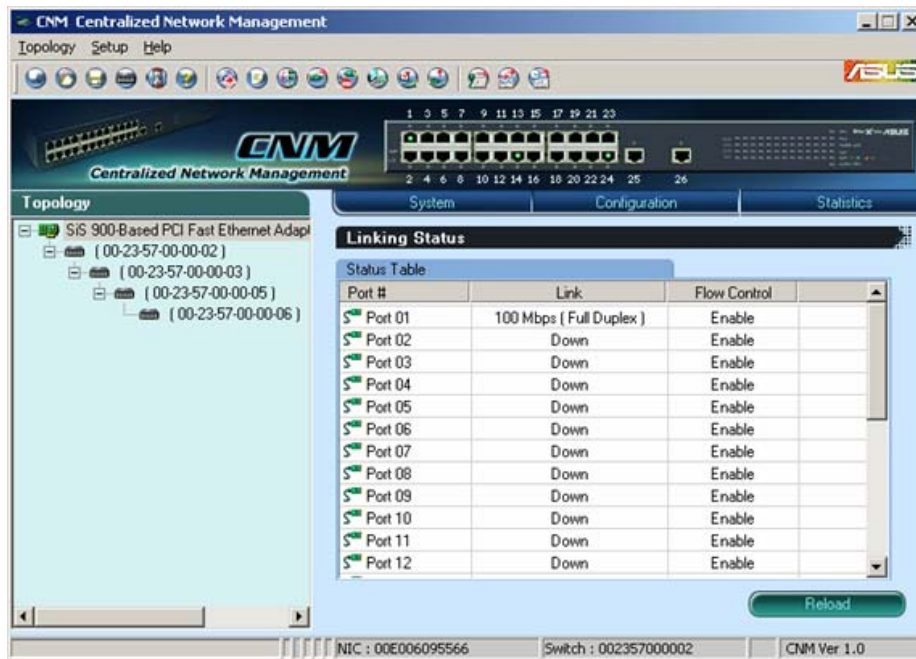 CNM Centralized Network Management
Topology Setup Help
ASUS
1 3 5 7 9 11 13 15 17 19 21 23
CNM
Centralized Network Management
2 4 6 8 10 12 14 16 18 20 22 24 25 26
Topology
System Configuration Statistics
SiS 900-Based PCI Fast Ethernet Adapt
( 00-23-57-00-00-02 )
( 00-23-57-00-00-03 )
( 00-23-57-00-00-05 )
( 00-23-57-00-00-06 )
Linking Status
Status Table
Port # Link Flow Control
Port 01 100 Mbps ( Full Duplex ) Enable
Port 02 Down Enable
Port 03 Down Enable
Port 04 Down Enable
Port 05 Down Enable
Port 06 Down Enable
Port 07 Down Enable
Port 08 Down Enable
Port 09 Down Enable
Port 10 Down Enable
Port 11 Down Enable
Port 12 Down Enable
Reload
NIC : 00E006095566 Switch : 002357000002 CNM Ver 1.0